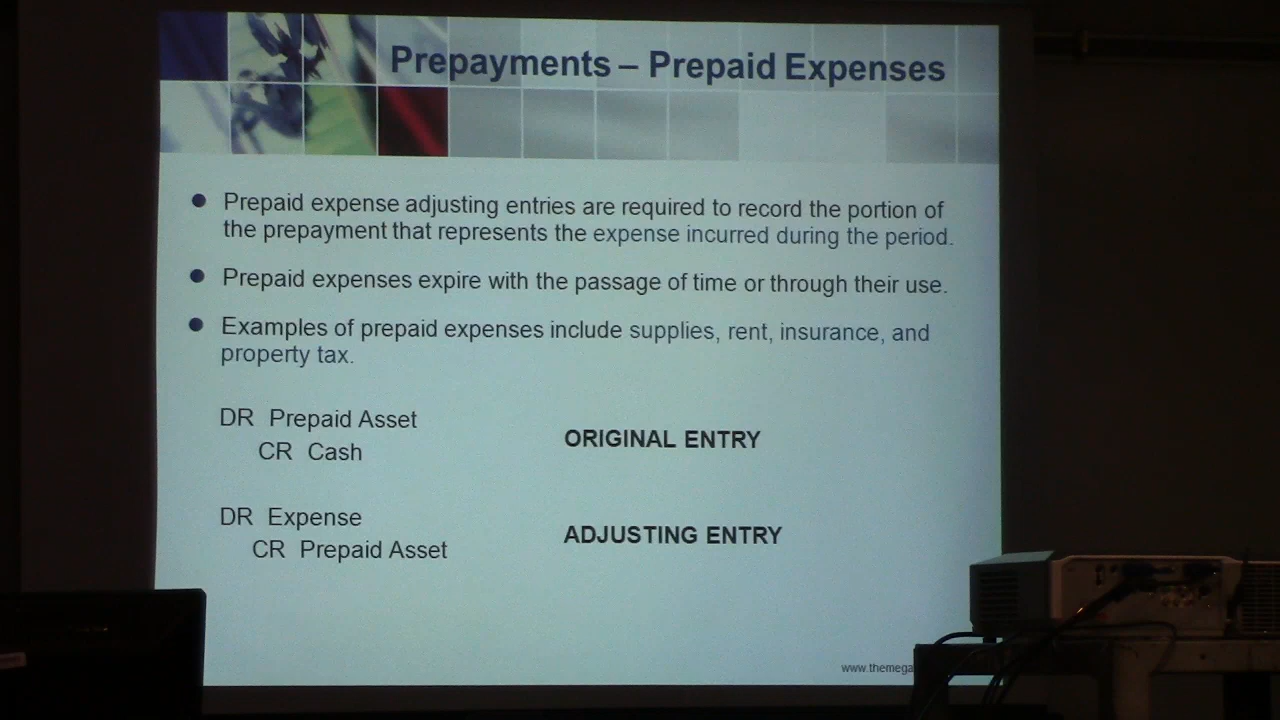 Prepayments – Prepaid Expenses
Prepaid expense adjusting entries are required to record the portion of
the prepayment that represents the expense incurred during the period.
Prepaid expenses expire with the passage of time or through their use.
Examples of prepaid expenses include supplies, rent, insurance, and
property tax.
DR Prepaid Asset
CR Cash
ORIGINAL ENTRY
DR Expense
CR Prepaid Asset
ADJUSTING ENTRY
www.themega